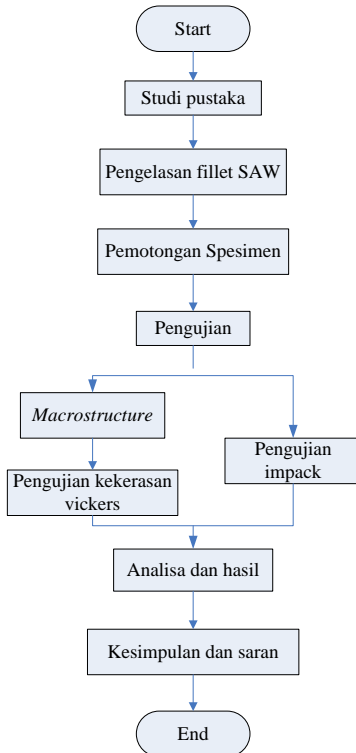 Start
Studi pustaka
Pengelasan fillet SAW
Pemotongan Spesimen
Pengujian
Macrostructure
Pengujian kekerasan
vickers
Pengujian
impack
Analisa dan hasil
Kesimpulan dan saran
End